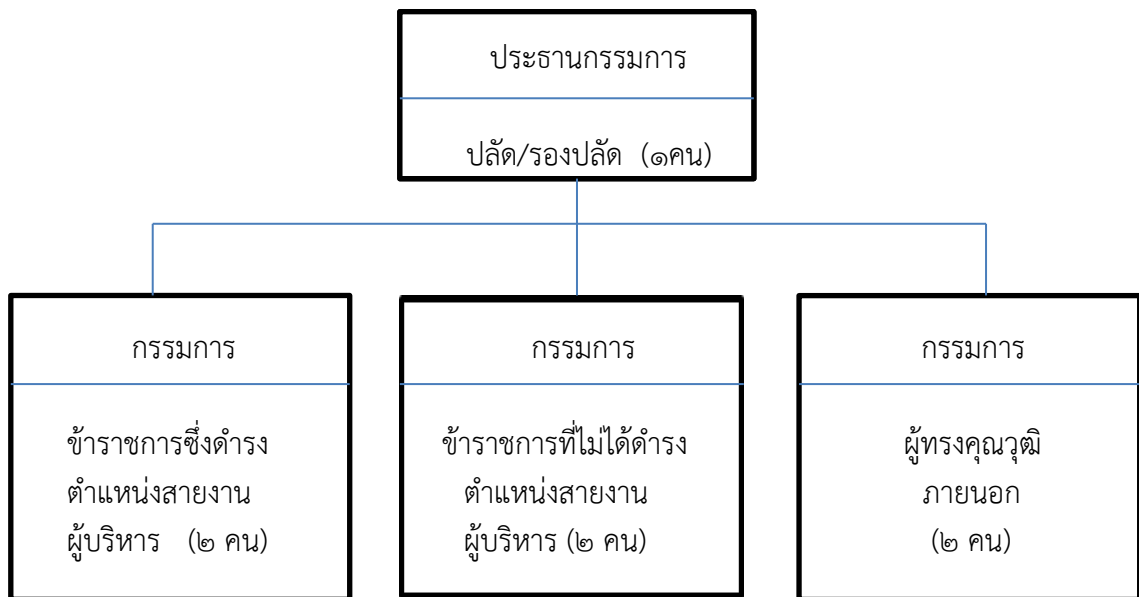 ประธานกรรมการ
ปลัด/รองปลัด (๑คน)
กรรมการ
ข้าราชการซึ่งดำรง
ตำแหน่งสายงาน
ผู้บริหาร (๒ คน)
กรรมการ
ข้าราชการที่ไม่ได้ดำรง
ตำแหน่งสายงาน
ผู้บริหาร (๒ คน)
กรรมการ
ผู้ทรงคุณวุฒิ
ภายนอก
(๒ คน)